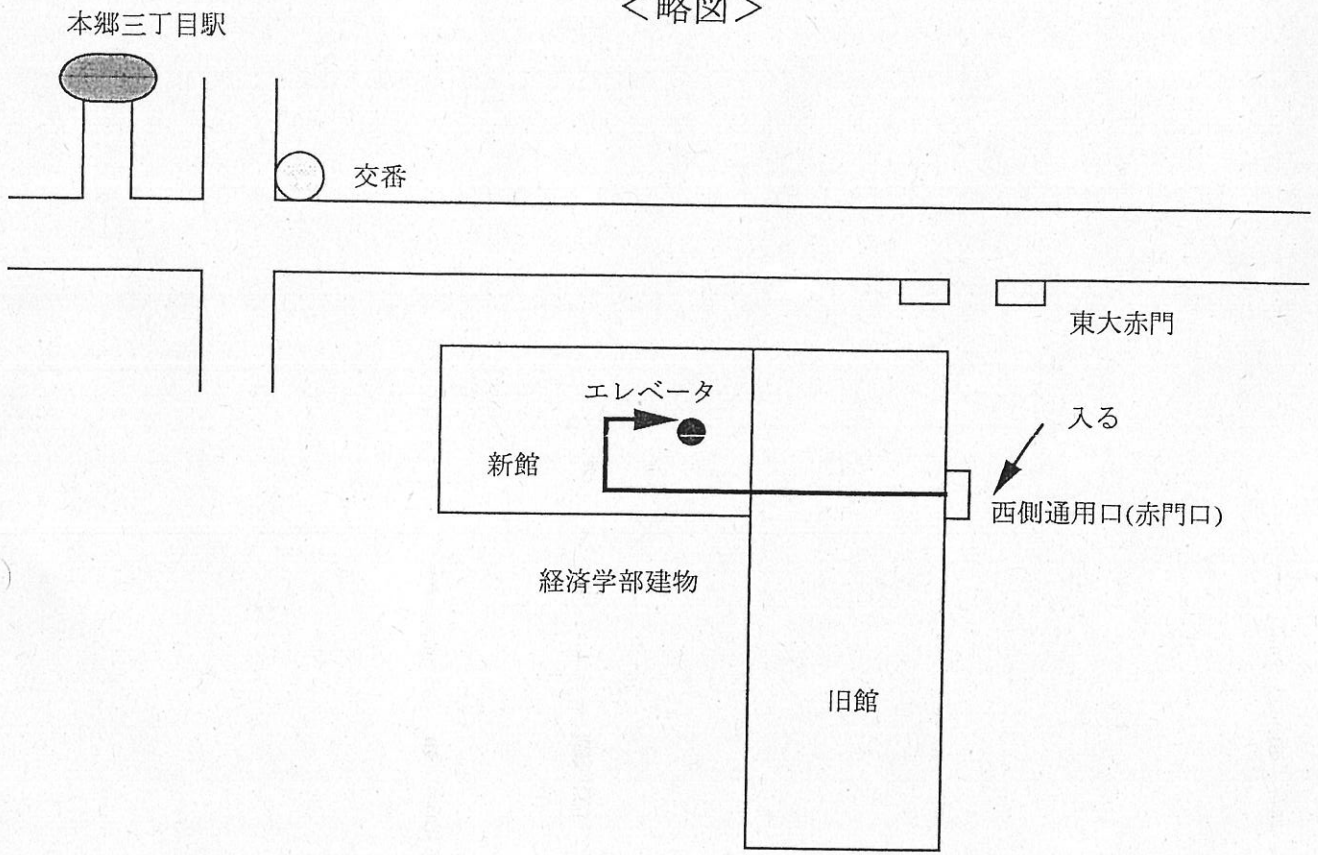 ＜略図＞
本郷三丁目駅
交番
東大赤門
エレベータ
入る
新館
西側通用口(赤門口)
経済学部建物
旧館